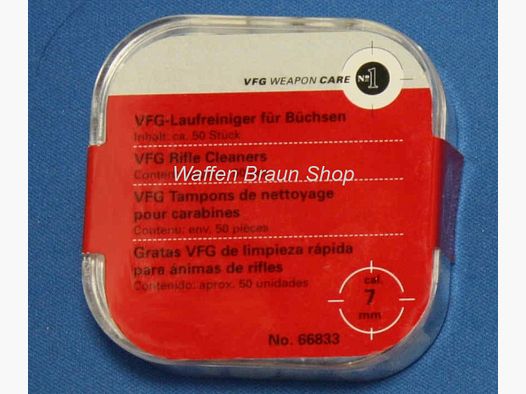 VFG WEAPON CARE No 1
VFG-Laufreiniger für Büchsen
Inhalt: ca. 50 Stück
VFG Rifle Cleaners
Waffen Braun Shop
VFG Tampons de nettoyage
pour carabines
Contenu: env. 50 pièces
Gratas VFG de limpieza rápida
para ánimas de rifles
Contenido: aprox. 50 unidades
cal.
7
mm
No. 66833